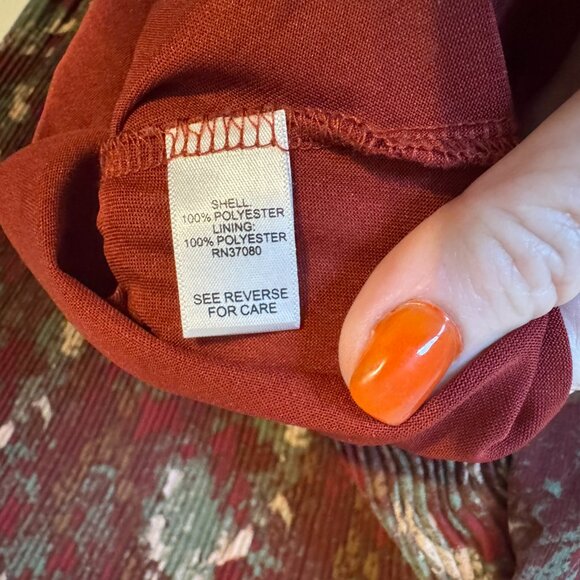 SHELL:
100% POLYESTER
LINING:
100% POLYESTER
RN37080
SEE REVERSE
FOR CARE